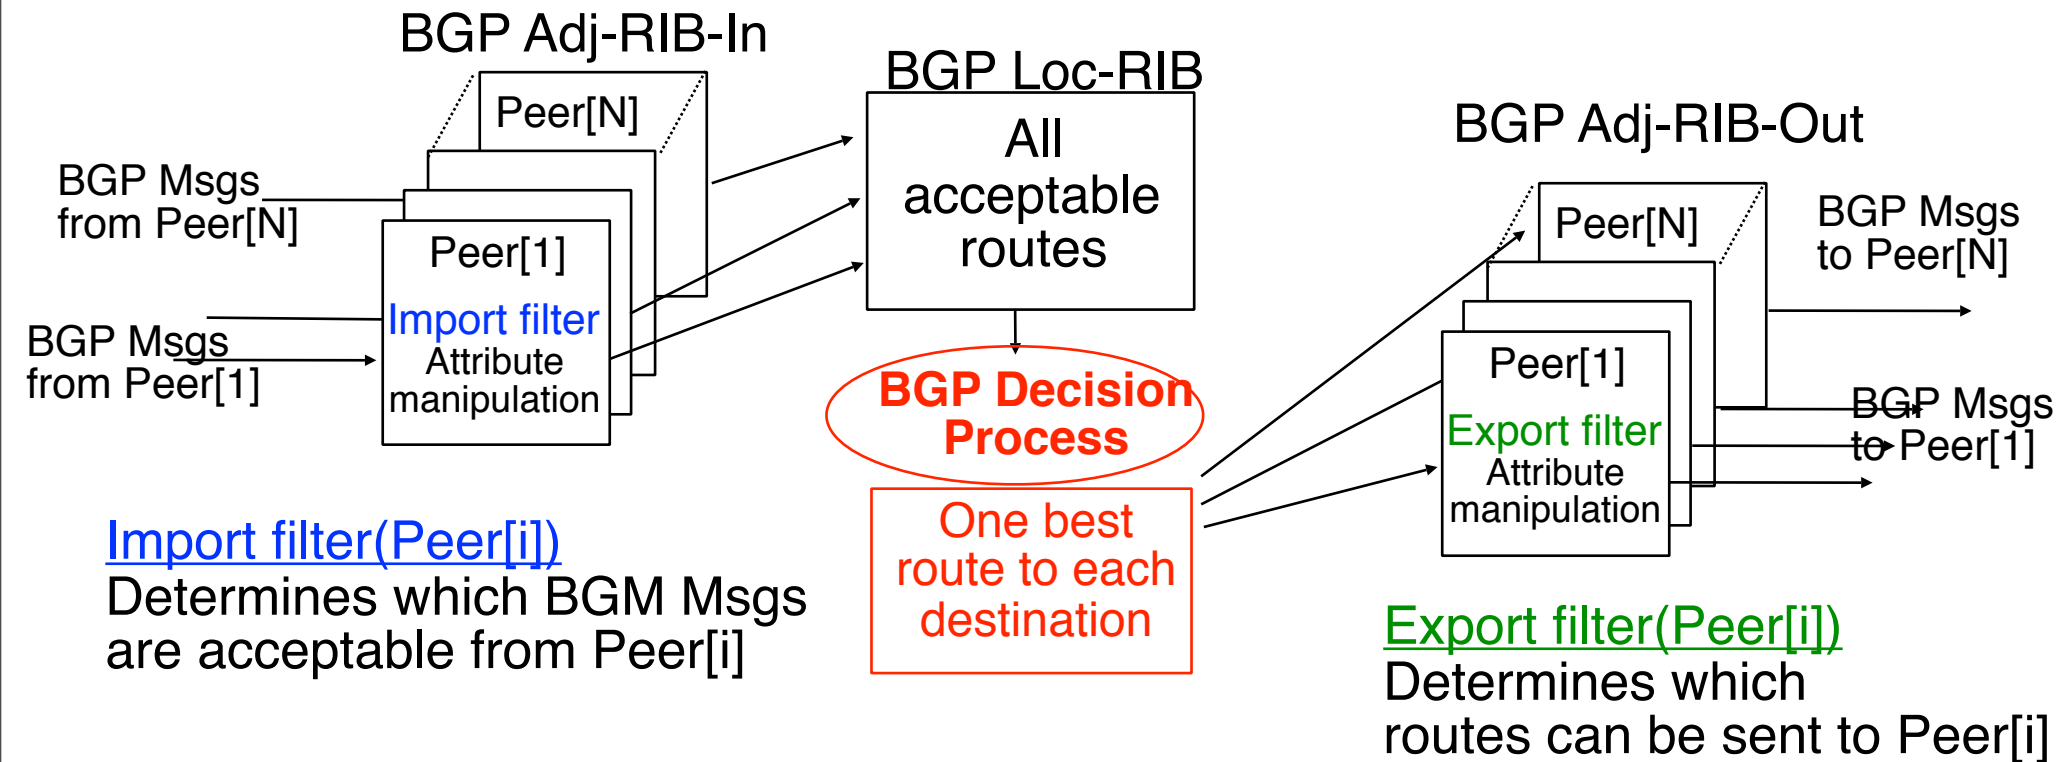 BGP Adj-RIB-In
Peer[N]
BGP Msgs
from Peer[N]
Peer[1]
Import filter
Attribute
manipulation
BGP Msgs
from Peer[1]
BGP Loc-RIB
All
acceptable
routes
BGP Decision
Process
One best
route to each
destination
BGP Adj-RIB-Out
Peer[N]
BGP Msgs
to Peer[N]
Peer[1]
Export filter
Attribute
manipulation
BGP Msgs
to Peer[1]
Import filter(Peer[i])
Determines which BGM Msgs
are acceptable from Peer[i]
Export filter(Peer[i])
Determines which
routes can be sent to Peer[i]